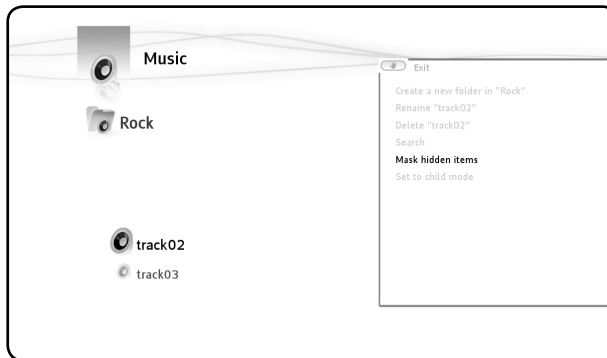 Music
Rock
track02
track03
Exit
Create a new folder in "Rock"
Rename "track02"
Delete "track02"
Search
Mask hidden items
Set to child mode